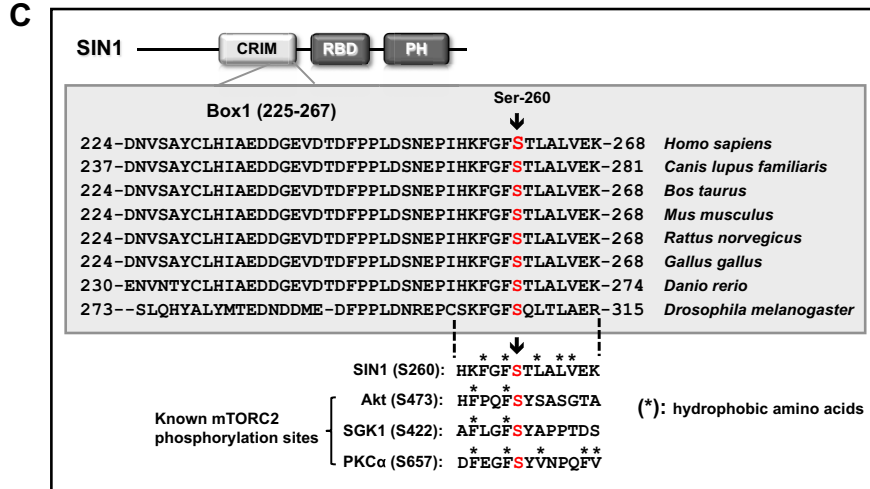 C
SIN1 CRIM RBD PH
Box1 (225-267)
Ser-260
224-DNVSAYCLHIAEDDGEVDTDFPPLDSNEPIHKFGFSTLALVEK-268 Homo sapiens
237-DNVSAYCLHIAEDDGEVDTDFPPLDSNEPIHKFGFSTLALVEK-281 Canis lupus familiaris
224-DNVSAYCLHIAEDDGEVDTDFPPLDSNEPIHKFGFSTLALVEK-268 Bos taurus
224-DNVSAYCLHIAEDDGEVDTDFPPLDSNEPIHKFGFSTLALVEK-268 Mus musculus
224-DNVSAYCLHIAEDDGEVDTDFPPLDSNEPIHKFGFSTLALVEK-268 Rattus norvegicus
224-DNVSAYCLHIAEDDGEVDTDFPPLDSNEPIHKFGFSTLALVEK-268 Gallus gallus
230-ENVNTYCLHIAEDDGEVDTDFPPLDSNEPIHKFGFSTLALVEK-274 Danio rerio
273--SLQHYALYMTEDNDDME-DFPPLDNREPCSKFGFSQLTLAER-315 Drosophila melanogaster
* * * **
SIN1 (S260): HKFGFSTLALVEK
* *
Akt (S473): HFPQFSYSASGTA
* *
SGK1 (S422): AFLGFSYAPPTDS
* * * **
PKCα (S657): DFEGFSYVNPQFV
Known mTORC2
phosphorylation sites
(*): hydrophobic amino acids